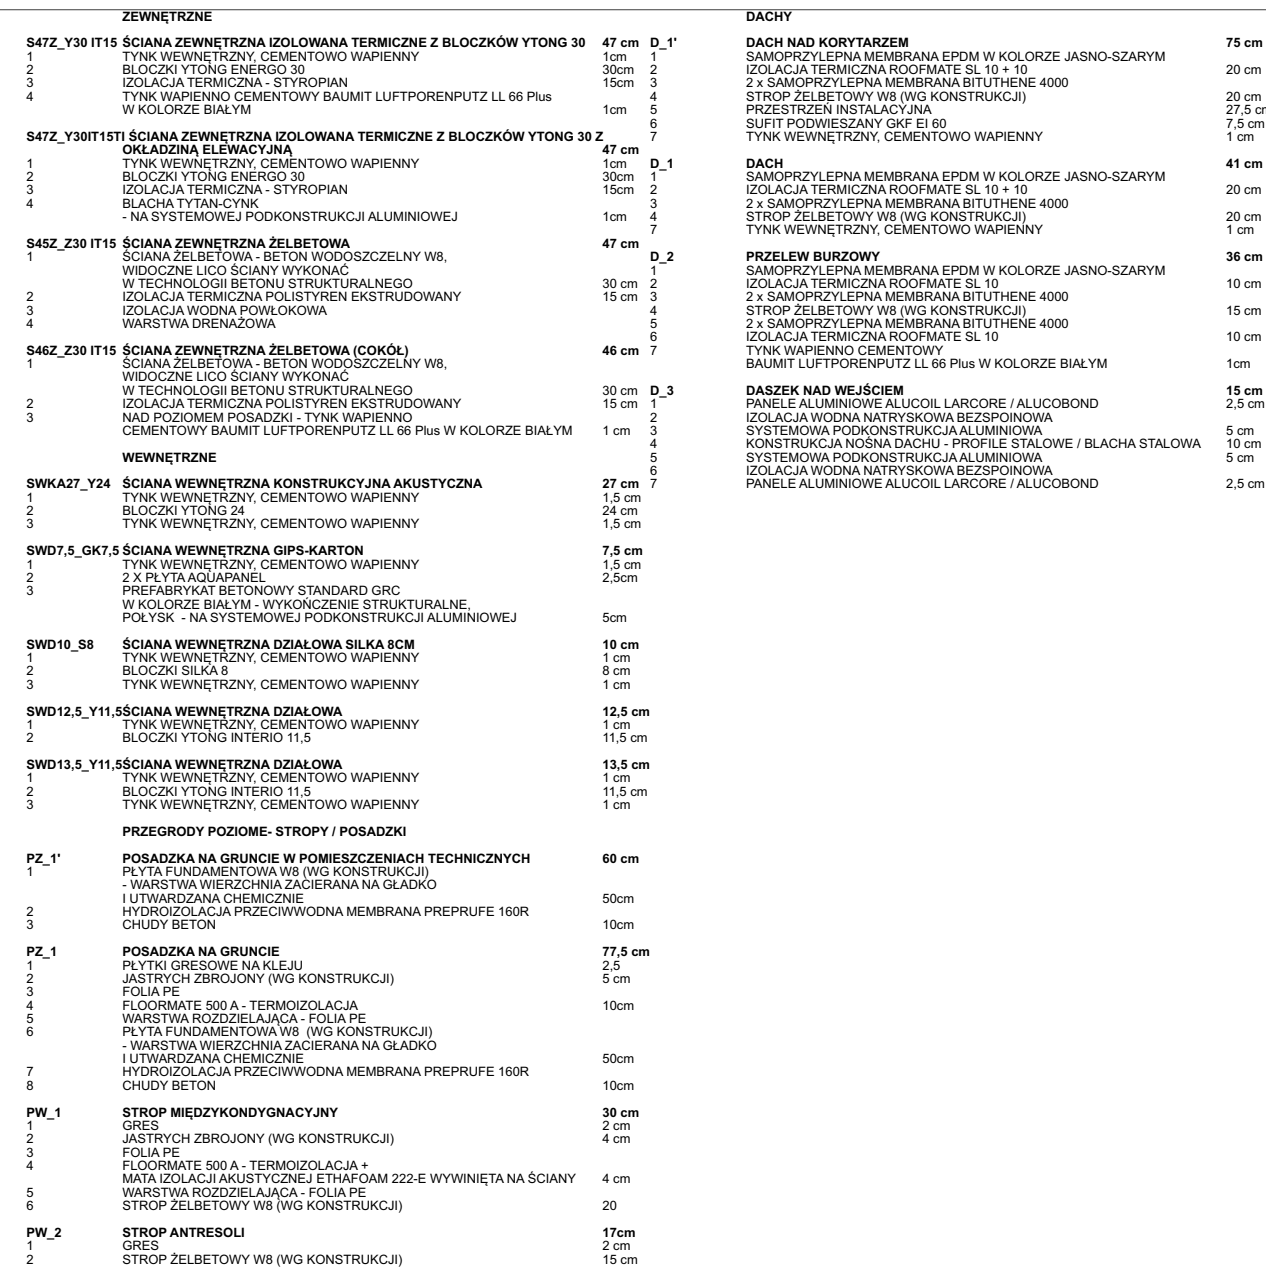 ZEWNĘTRZNE
S47Z_Y30 IT15 ŚCIANA ZEWNĘTRZNA IZOLOWANA TERMICZNE Z BLOCZKÓW YTONG 30 47 cm
1 TYNK WEWNĘTRZNY, CEMENTOWO WAPIENNY 1cm
2 BLOCZKI YTONG ENERGO 30 30cm
3 IZOLACJA TERMICZNA - STYROPIAN 15cm
4 TYNK WAPIENNO CEMENTOWY BAUMIT LUFTPORENPUTZ LL 66 Plus
W KOLORZE BIAŁYM 1cm
S47Z_Y30IT15TI ŚCIANA ZEWNĘTRZNA IZOLOWANA TERMICZNE Z BLOCZKÓW YTONG 30 Z
OKŁADZINĄ ELEWACYJNĄ 47 cm
1 TYNK WEWNĘTRZNY, CEMENTOWO WAPIENNY 1cm
2 BLOCZKI YTONG ENERGO 30 30cm
3 IZOLACJA TERMICZNA - STYROPIAN 15cm
4 BLACHA TYTAN-CYNK
- NA SYSTEMOWEJ PODKONSTRUKCJI ALUMINIOWEJ 1cm
S45Z_Z30 IT15 ŚCIANA ZEWNĘTRZNA ŻELBETOWA 47 cm
1 ŚCIANA ŻELBETOWA - BETON WODOSZCZELNY W8,
WIDOCZNE LICO ŚCIANY WYKONAĆ
W TECHNOLOGII BETONU STRUKTURALNEGO 30 cm
2 IZOLACJA TERMICZNA POLISTYREN EKSTRUDOWANY 15 cm
3 IZOLACJA WODNA POWŁOKOWA
4 WARSTWA DRENAŻOWA
S46Z_Z30 IT15 ŚCIANA ZEWNĘTRZNA ŻELBETOWA (COKÓŁ) 46 cm
1 ŚCIANA ŻELBETOWA - BETON WODOSZCZELNY W8,
WIDOCZNE LICO ŚCIANY WYKONAĆ
W TECHNOLOGII BETONU STRUKTURALNEGO 30 cm
2 IZOLACJA TERMICZNA POLISTYREN EKSTRUDOWANY 15 cm
3 NAD POZIOMEM POSADZKI - TYNK WAPIENNO
CEMENTOWY BAUMIT LUFTPORENPUTZ LL 66 Plus W KOLORZE BIAŁYM 1 cm
WEWNĘTRZNE
SWKA27_Y24 ŚCIANA WEWNĘTRZNA KONSTRUKCYJNA AKUSTYCZNA 27 cm
1 TYNK WEWNĘTRZNY, CEMENTOWO WAPIENNY 1,5 cm
2 BLOCZKI YTONG 24 24 cm
3 TYNK WEWNĘTRZNY, CEMENTOWO WAPIENNY 1,5 cm
SWD7,5_GK7,5 ŚCIANA WEWNĘTRZNA GIPS-KARTON 7,5 cm
1 TYNK WEWNĘTRZNY, CEMENTOWO WAPIENNY 1,5 cm
2 2 X PŁYTA AQUAPANEL 2,5cm
3 PREFABRYKAT BETONOWY STANDARD GRC
W KOLORZE BIAŁYM - WYKOŃCZENIE STRUKTURALNE,
POŁYSK - NA SYSTEMOWEJ PODKONSTRUKCJI ALUMINIOWEJ 5cm
SWD10_S8 ŚCIANA WEWNĘTRZNA DZIAŁOWA SILKA 8CM 10 cm
1 TYNK WEWNĘTRZNY, CEMENTOWO WAPIENNY 1 cm
2 BLOCZKI SILKA 8 8 cm
3 TYNK WEWNĘTRZNY, CEMENTOWO WAPIENNY 1 cm
SWD12,5_Y11,5ŚCIANA WEWNĘTRZNA DZIAŁOWA 12,5 cm
1 TYNK WEWNĘTRZNY, CEMENTOWO WAPIENNY 1 cm
2 BLOCZKI YTONG INTERIO 11,5 11,5 cm
SWD13,5_Y11,5ŚCIANA WEWNĘTRZNA DZIAŁOWA 13,5 cm
1 TYNK WEWNĘTRZNY, CEMENTOWO WAPIENNY 1 cm
2 BLOCZKI YTONG INTERIO 11,5 11,5 cm
3 TYNK WEWNĘTRZNY, CEMENTOWO WAPIENNY 1 cm
PRZEGRODY POZIOME- STROPY / POSADZKI
PZ_1' POSADZKA NA GRUNCIE W POMIESZCZENIACH TECHNICZNYCH 60 cm
1 PŁYTA FUNDAMENTOWA W8 (WG KONSTRUKCJI)
- WARSTWA WIERZCHNIA ZACIERANA NA GŁADKO
I UTWARDZANA CHEMICZNIE 50cm
2 HYDROIZOLACJA PRZECIWWODNA MEMBRANA PREPRUFE 160R
3 CHUDY BETON 10cm
PZ_1 POSADZKA NA GRUNCIE 77,5 cm
1 PŁYTKI GRESOWE NA KLEJU 2,5
2 JASTRYCH ZBROJONY (WG KONSTRUKCJI) 5 cm
3 FOLIA PE
4 FLOORMATE 500 A - TERMOIZOLACJA 10cm
5 WARSTWA ROZDZIELAJĄCA - FOLIA PE
6 PŁYTA FUNDAMENTOWA W8 (WG KONSTRUKCJI)
- WARSTWA WIERZCHNIA ZACIERANA NA GŁADKO
I UTWARDZANA CHEMICZNIE 50cm
7 HYDROIZOLACJA PRZECIWWODNA MEMBRANA PREPRUFE 160R
8 CHUDY BETON 10cm
PW_1 STROP MIĘDZYKONDYGNACYJNY 30 cm
1 GRES 2 cm
2 JASTRYCH ZBROJONY (WG KONSTRUKCJI) 4 cm
3 FOLIA PE
4 FLOORMATE 500 A - TERMOIZOLACJA +
MATA IZOLACJI AKUSTYCZNEJ ETHAFOAM 222-E WYWINIĘTA NA ŚCIANY 4 cm
5 WARSTWA ROZDZIELAJĄCA - FOLIA PE
6 STROP ŻELBETOWY W8 (WG KONSTRUKCJI) 20
PW_2 STROP ANTRESOLI 17cm
1 GRES 2 cm
2 STROP ŻELBETOWY W8 (WG KONSTRUKCJI) 15 cm
DACHY
D_1' DACH NAD KORYTARZEM 75 cm
1 SAMOPRZYLEPNA MEMBRANA EPDM W KOLORZE JASNO-SZARYM
2 IZOLACJA TERMICZNA ROOFMATE SL 10 + 10 20 cm
3 2 x SAMOPRZYLEPNA MEMBRANA BITUTHENE 4000
4 STROP ŻELBETOWY W8 (WG KONSTRUKCJI) 20 cm
5 PRZESTRZEŃ INSTALACYJNA 27,5 cm
6 SUFIT PODWIESZANY GKF EI 60 7,5 cm
7 TYNK WEWNĘTRZNY, CEMENTOWO WAPIENNY 1 cm
D_1 DACH 41 cm
1 SAMOPRZYLEPNA MEMBRANA EPDM W KOLORZE JASNO-SZARYM
2 IZOLACJA TERMICZNA ROOFMATE SL 10 + 10 20 cm
3 2 x SAMOPRZYLEPNA MEMBRANA BITUTHENE 4000
4 STROP ŻELBETOWY W8 (WG KONSTRUKCJI) 20 cm
7 TYNK WEWNĘTRZNY, CEMENTOWO WAPIENNY 1 cm
D_2 PRZELEW BURZOWY 36 cm
1 SAMOPRZYLEPNA MEMBRANA EPDM W KOLORZE JASNO-SZARYM
2 IZOLACJA TERMICZNA ROOFMATE SL 10 10 cm
3 2 x SAMOPRZYLEPNA MEMBRANA BITUTHENE 4000
4 STROP ŻELBETOWY W8 (WG KONSTRUKCJI) 15 cm
5 2 x SAMOPRZYLEPNA MEMBRANA BITUTHENE 4000
6 IZOLACJA TERMICZNA ROOFMATE SL 10 10 cm
7 TYNK WAPIENNO CEMENTOWY
BAUMIT LUFTPORENPUTZ LL 66 Plus W KOLORZE BIAŁYM 1cm
D_3 DASZEK NAD WEJŚCIEM 15 cm
1 PANELE ALUMINIOWE ALUCOIL LARCORE / ALUCOBOND 2,5 cm
2 IZOLACJA WODNA NATRYSKOWA BEZSPOINOWA
3 SYSTEMOWA PODKONSTRUKCJA ALUMINIOWA 5 cm
4 KONSTRUKCJA NOŚNA DACHU - PROFILE STALOWE / BLACHA STALOWA 10 cm
5 SYSTEMOWA PODKONSTRUKCJA ALUMINIOWA 5 cm
6 IZOLACJA WODNA NATRYSKOWA BEZSPOINOWA
7 PANELE ALUMINIOWE ALUCOIL LARCORE / ALUCOBOND 2,5 cm